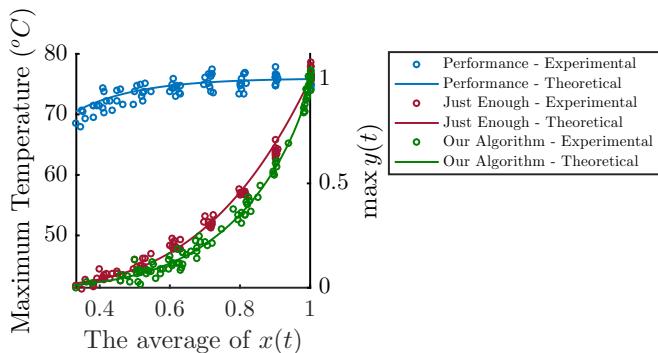 Maximum Temperature (°C)
80
70
60
50
0.4
0.6
0.8
1
The average of x(t)
1
0.5
0
max y(t)
Performance - Experimental
Performance - Theoretical
Just Enough - Experimental
Just Enough - Theoretical
Our Algorithm - Experimental
Our Algorithm - Theoretical